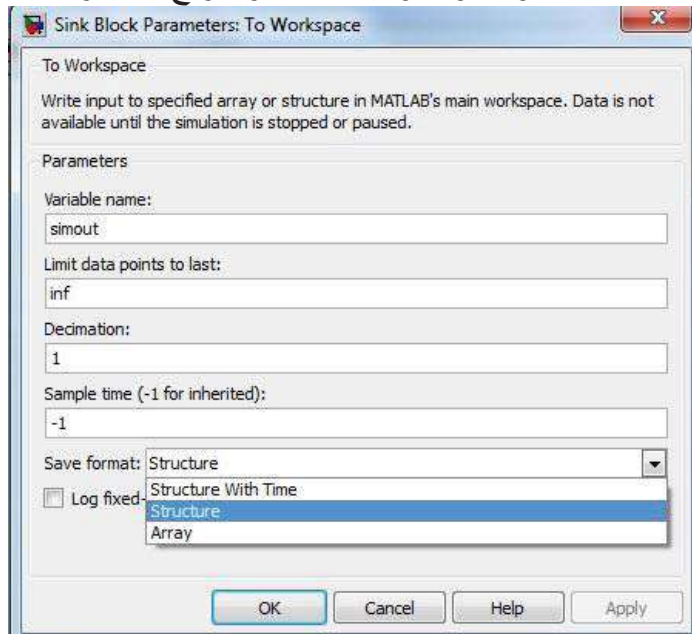 Sink Block Parameters: To Workspace
To Workspace
Write input to specified array or structure in MATLAB's main workspace. Data is not
available until the simulation is stopped or paused.
Parameters
Variable name:
simout
Limit data points to last:
inf
Decimation:
1
Sample time (-1 for inherited):
-1
Save format: Structure
Structure With Time
Log fixed-
Structure
Array
OK Cancel Help Apply